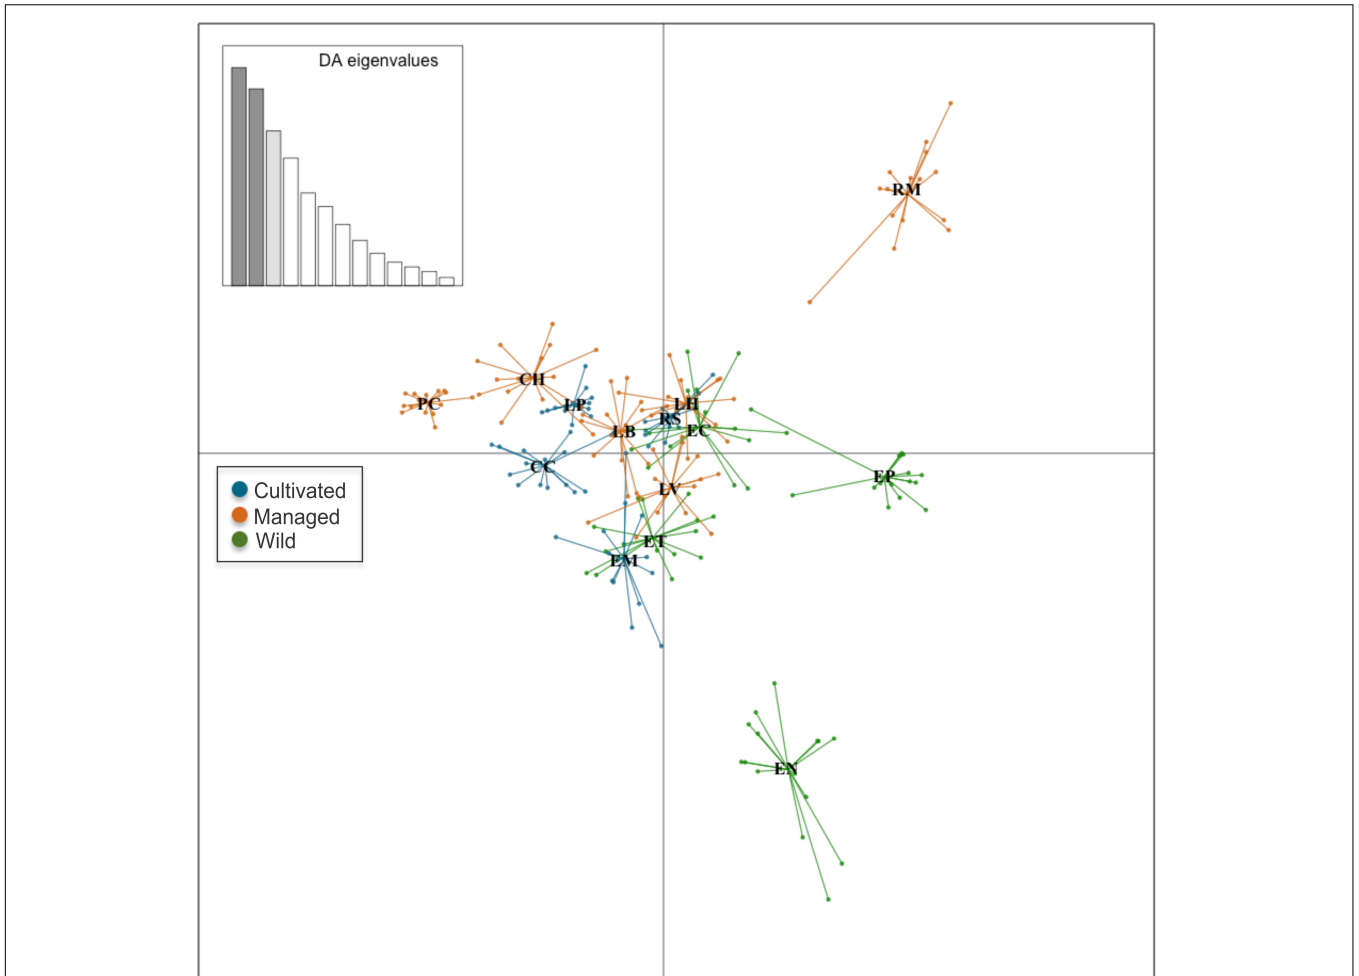 DA eigenvalues
RM
CH
PC
LP
LH
RS
LB
EC
CC
EP
LV
Cultivated
Managed
Wild
ET
EM
EN